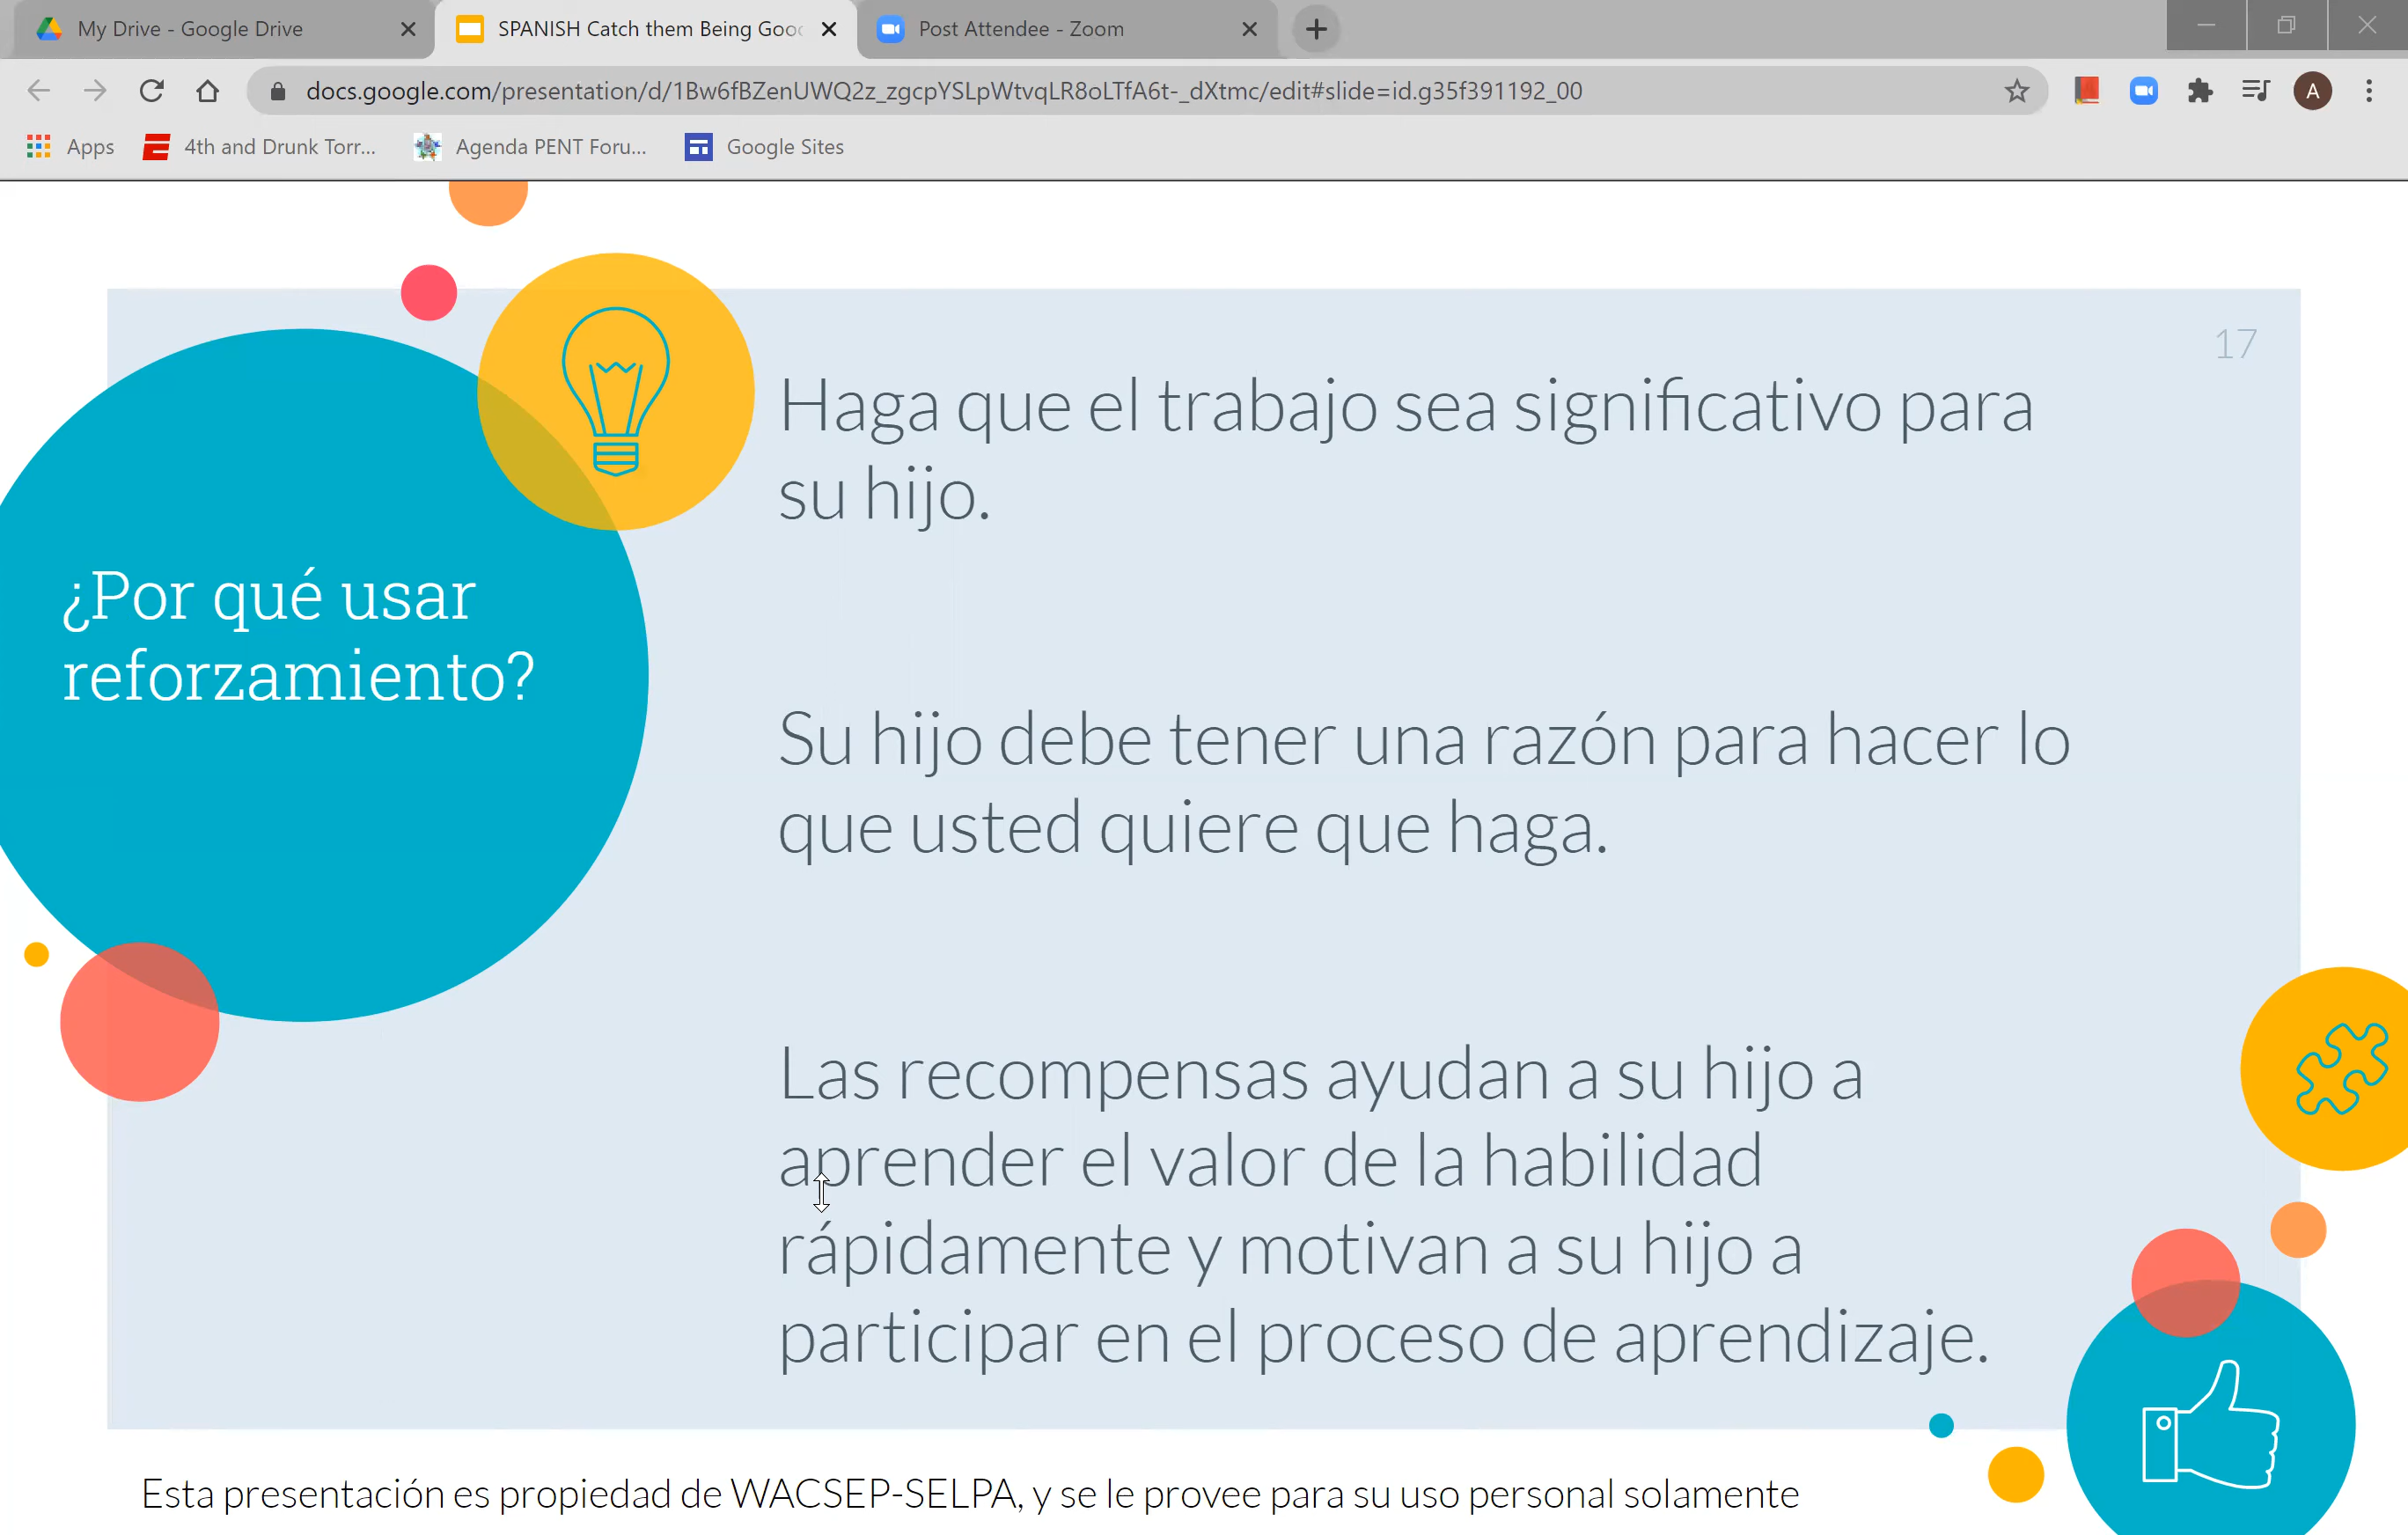 My Drive - Google Drive
SPANISH Catch them Being Goo
Post Attendee - Zoom
docs.google.com/presentation/d/1Bw6fBZenUWQ2z_zgcpYSLpWtvqLR8oLTfA6t-_dXtmc/edit#slide=id.g35f391192_00
A
Apps
4th and Drunk Torr...
Agenda PENT Foru...
Google Sites
17
¿Por qué usar
reforzamiento?
Haga que el trabajo sea significativo para
su hijo.
Su hijo debe tener una razón para hacer lo
que usted quiere que haga.
Las recompensas ayudan a su hijo a
aprender el valor de la habilidad
rápidamente y motivan a su hijo a
participar en el proceso de aprendizaje.
Esta presentación es propiedad de WACSEP-SELPA, y se le provee para su uso personal solamente